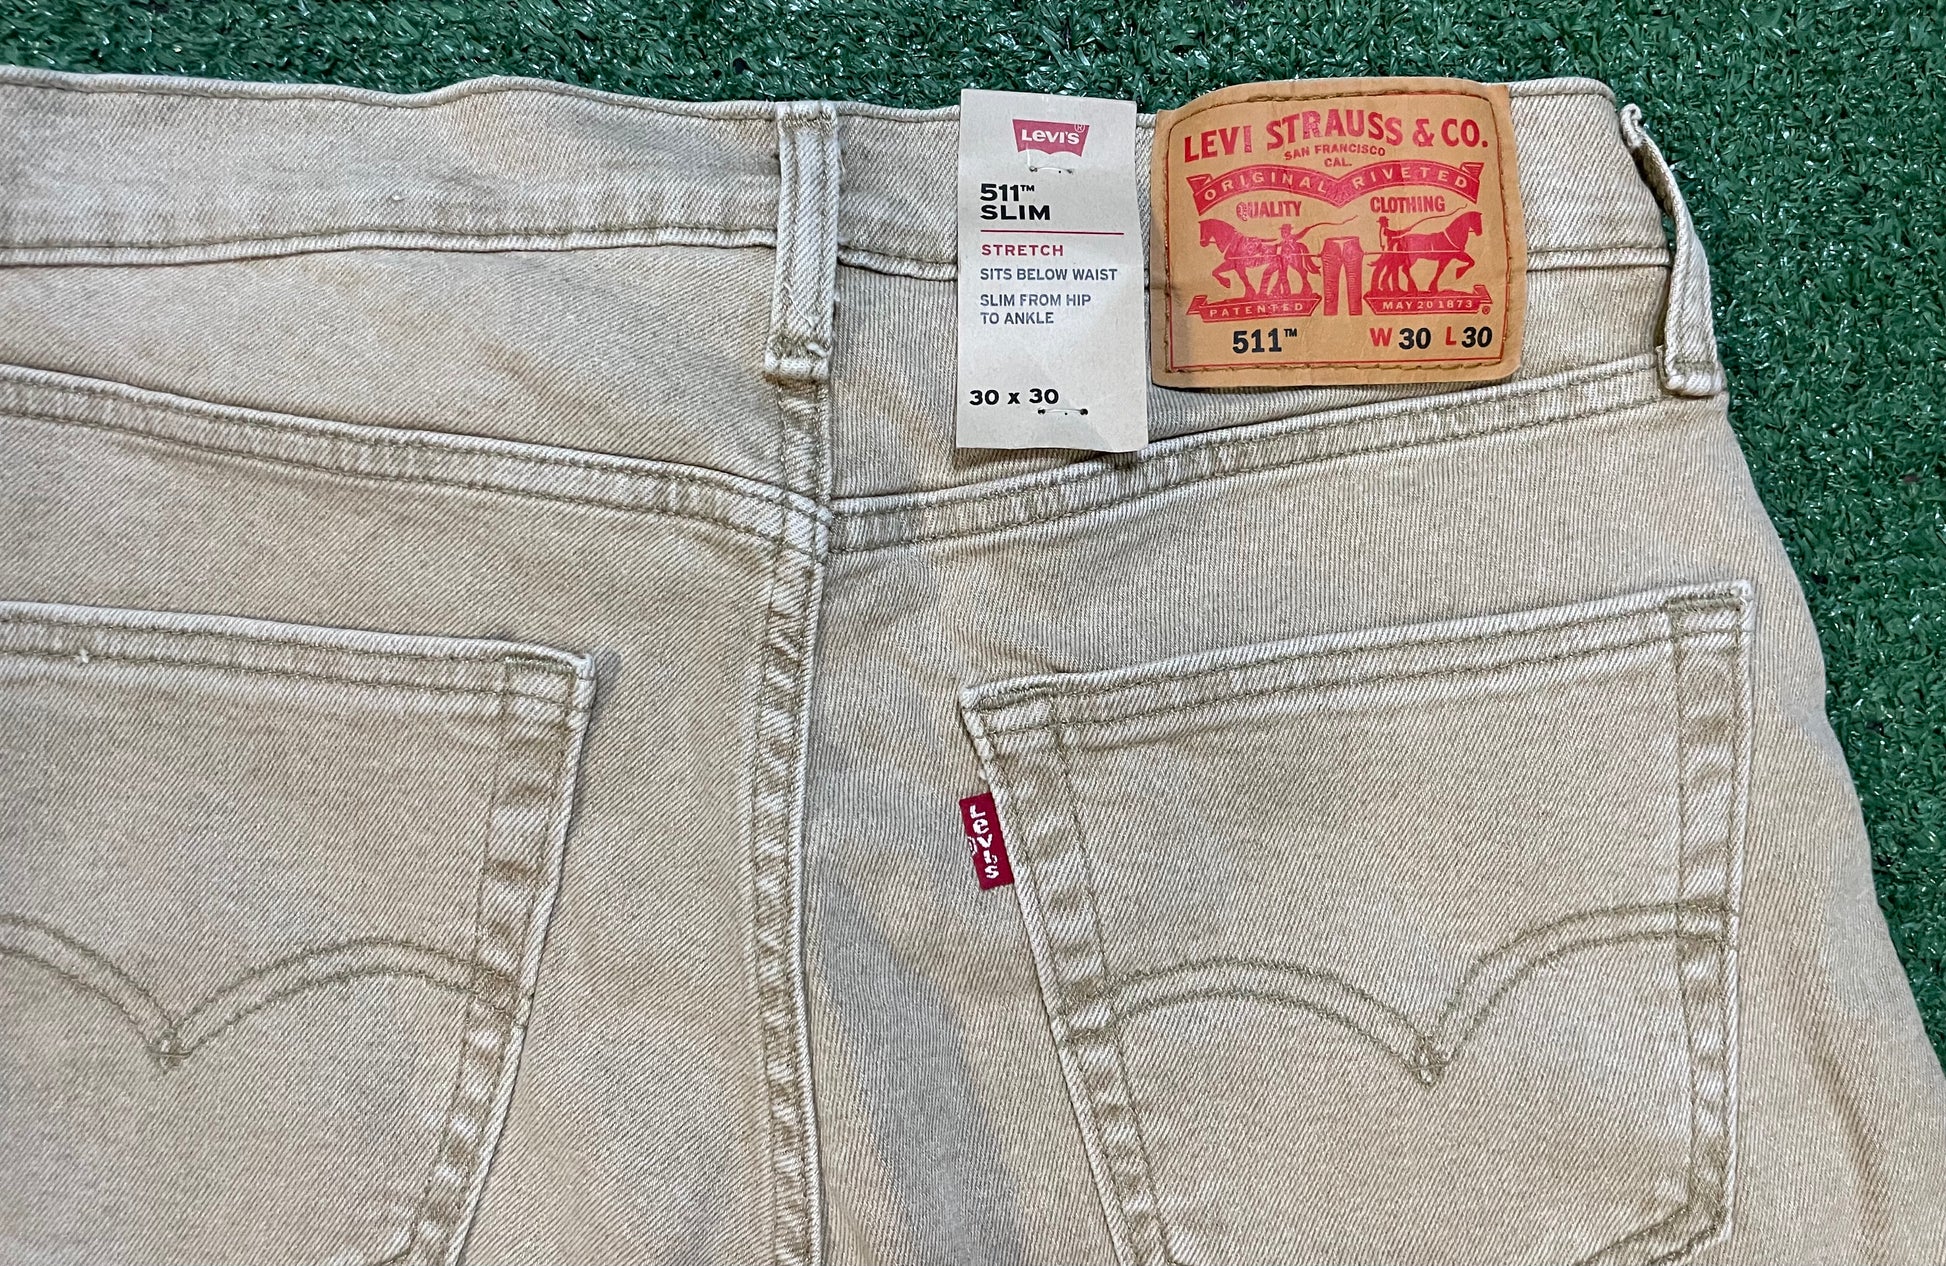 LEVI'S®
511™
SLIM
STRETCH
SITS BELOW WAIST
SLIM FROM HIP
TO ANKLE
30 x 30
LEVI STRAUSS & CO.
SAN FRANCISCO
CAL.
ORIGINAL RIVETED
QUALITY CLOTHING
PATENTED MAY 20 1873 ®
511™ W 30 L 30
Levi's